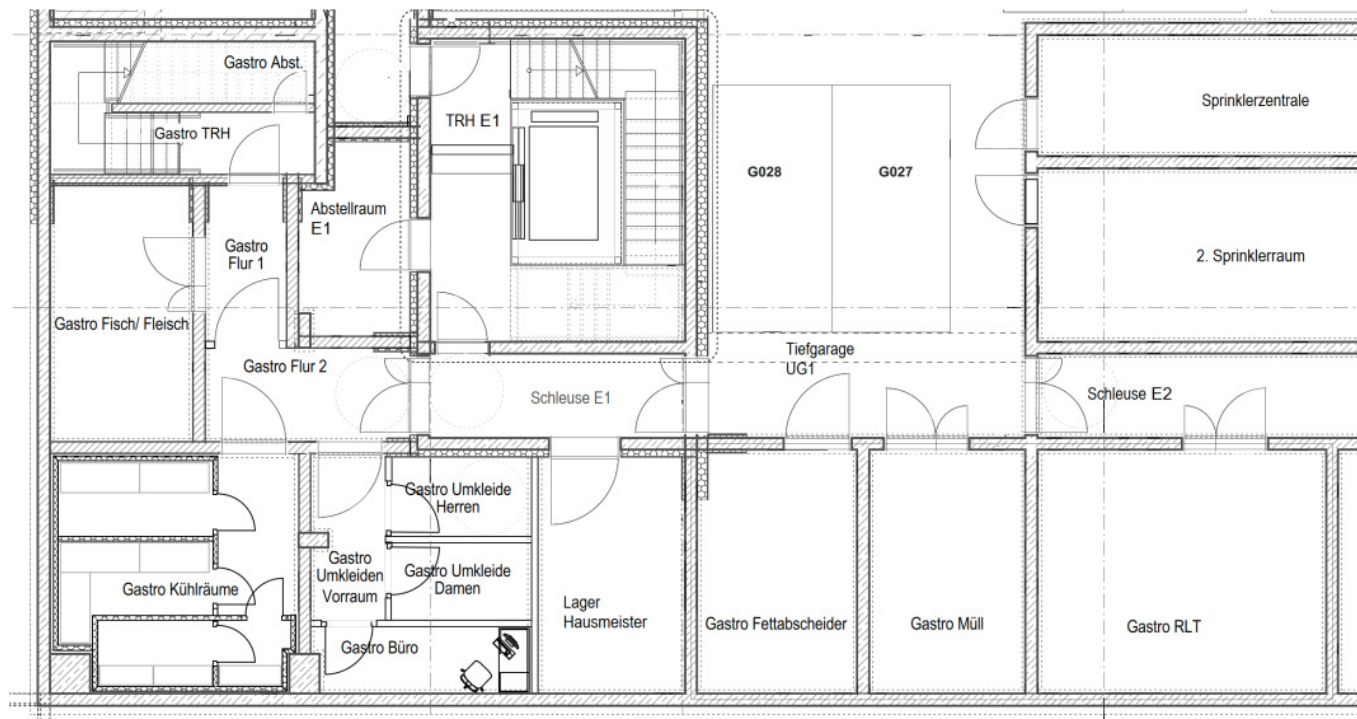 Gastro Abst.
Gastro TRH
TRH E1
Sprinklerzentrale
G028
G027
Abstellraum
E1
Gastro
Flur 1
2. Sprinklerraum
Gastro Fisch/ Fleisch
Gastro Flur 2
Tiefgarage
UG1
Schleuse E1
Schleuse E2
Gastro Umkleide
Herren
Gastro
Umkleiden
Vorraum
Gastro Umkleide
Damen
Gastro Kühlräume
Lager
Hausmeister
Gastro Fettabscheider
Gastro Müll
Gastro RLT
Gastro Büro